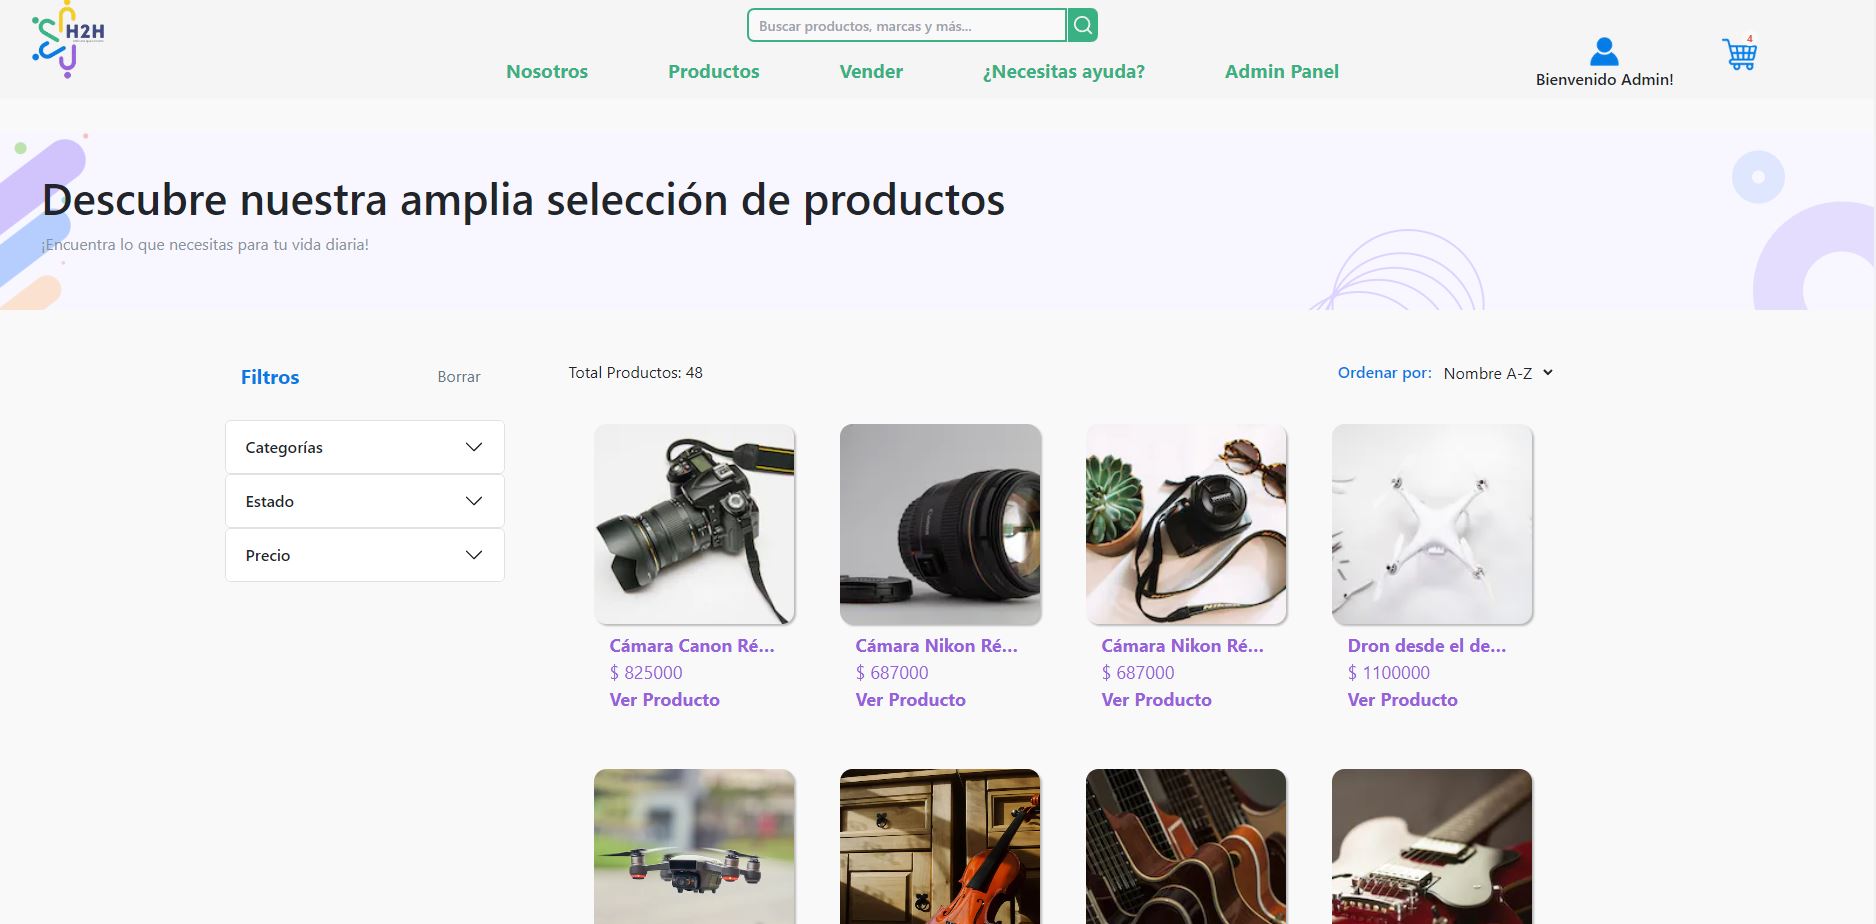 H2H
Buscar productos, marcas y más...
Nosotros
Productos
Vender
¿Necesitas ayuda?
Admin Panel
Bienvenido Admin!
4
Descubre nuestra amplia selección de productos
¡Encuentra lo que necesitas para tu vida diaria!
Filtros
Borrar
Categorías
Estado
Precio
Total Productos: 48
Ordenar por: Nombre A-Z
Cámara Canon Ré...
$ 825000
Ver Producto
Cámara Nikon Ré...
$ 687000
Ver Producto
Cámara Nikon Ré...
$ 687000
Ver Producto
Dron desde el de...
$ 1100000
Ver Producto